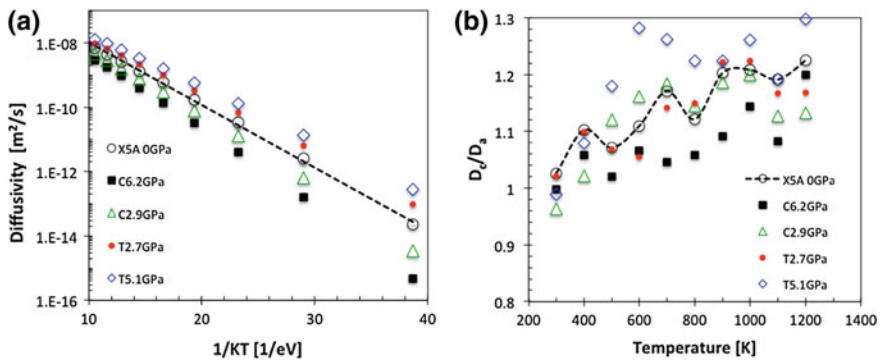 (a)
1.E-08
1.E-10
1.E-12
1.E-14
1.E-16
Diffusivity [m²/s]
X5A 0GPa
C6.2GPa
C2.9GPa
T2.7GPa
T5.1GPa
10 20 30 40
1/KT [1/eV]
(b)
1.3
1.2
1.1
1
0.9
0.8
Dc/Da
X5A 0GPa
C6.2GPa
C2.9GPa
T2.7GPa
T5.1GPa
200 400 600 800 1000 1200 1400
Temperature [K]